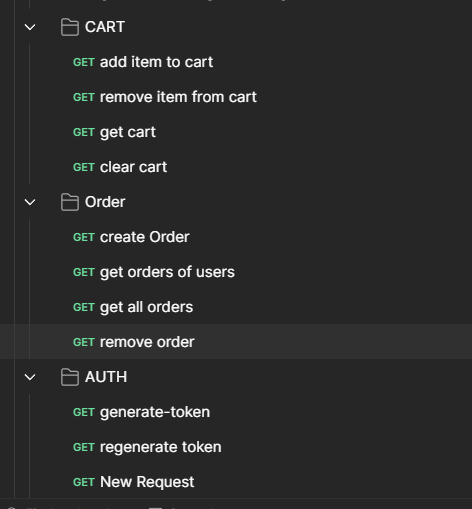 CART
GET add item to cart
GET remove item from cart
GET get cart
GET clear cart
Order
GET create Order
GET get orders of users
GET get all orders
GET remove order
AUTH
GET generate-token
GET regenerate token
GET New Request